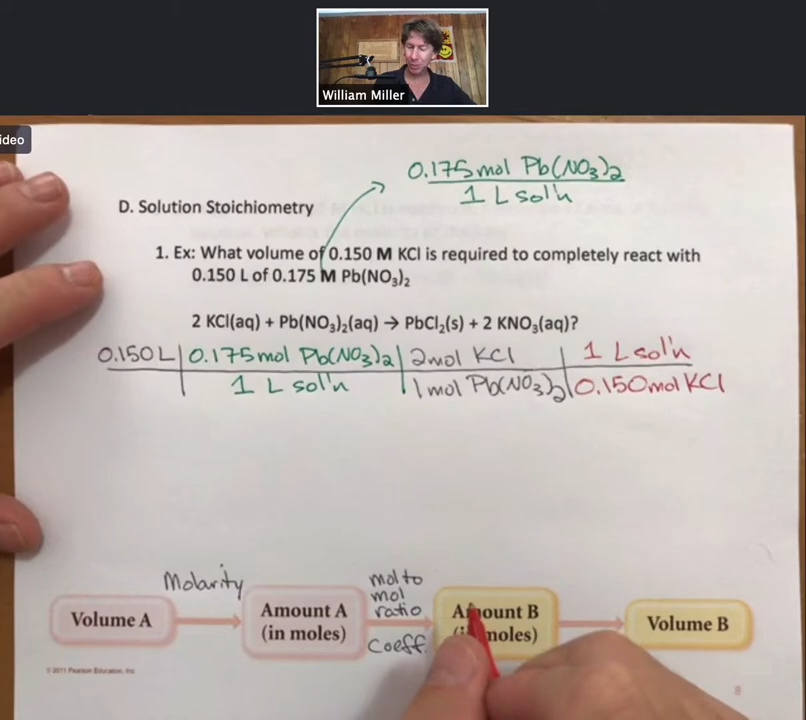 William Miller
ideo
0.175 mol Pb(NO₃)₂
1 L sol'n
D. Solution Stoichiometry
1. Ex: What volume of 0.150 M KCl is required to completely react with
0.150 L of 0.175 M Pb(NO₃)₂
2 KCl(aq) + Pb(NO₃)₂(aq) → PbCl₂(s) + 2 KNO₃(aq)?
0.150 L | 0.175 mol Pb(NO₃)₂ | 2 mol KCl | 1 L sol'n
1 L sol'n | 1 mol Pb(NO₃)₂ | 0.150 mol KCl
Molarity
mol to
mol
ratio
coeff.
Volume A
Amount A
(in moles)
Amount B
moles)
Volume B
© 2011 Pearson Education, Inc
8